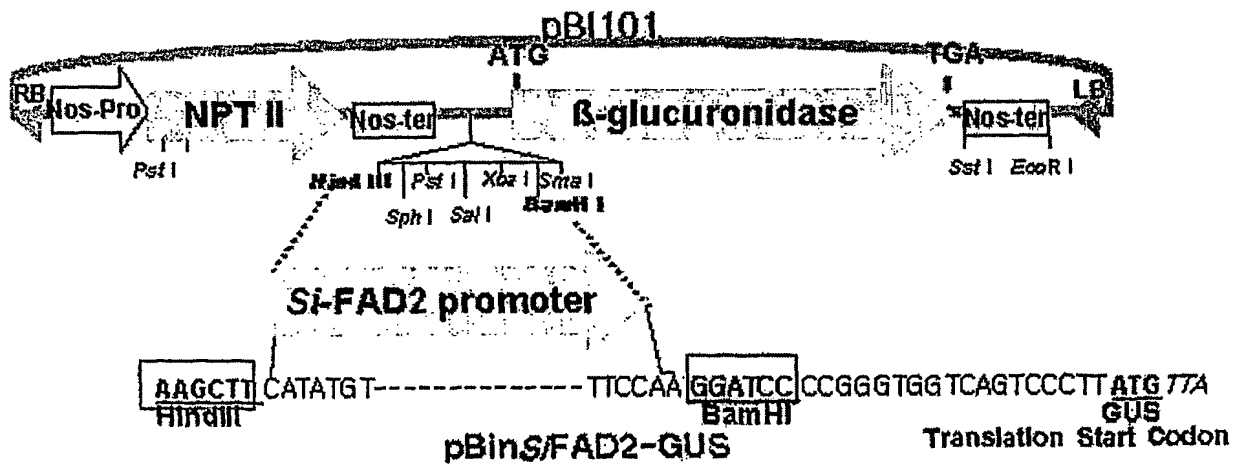 pBI101
ATG TGA
RB Nos-Pro NPT II Nos-ter ß-glucuronidase Nos-ter LB
Pst I Hind III Pst I Xba I Sma I Sst I EcoR I
Sph I Sal I BamH I
Si-FAD2 promoter
AAGCTT CATATGT----------------TTCCAA GGATCC CCGGGTGGTCAGTCCCTT ATG TTA
HindIII BamHI GUS
pBinSiFAD2-GUS Translation Start Codon